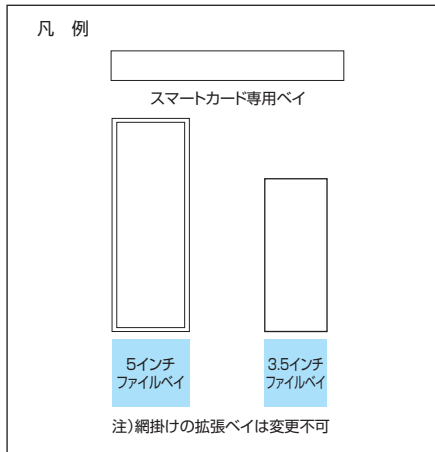 凡 例
スマートカード専用ベイ
5インチ
ファイルベイ
3.5インチ
ファイルベイ
注)網掛けの拡張ベイは変更不可